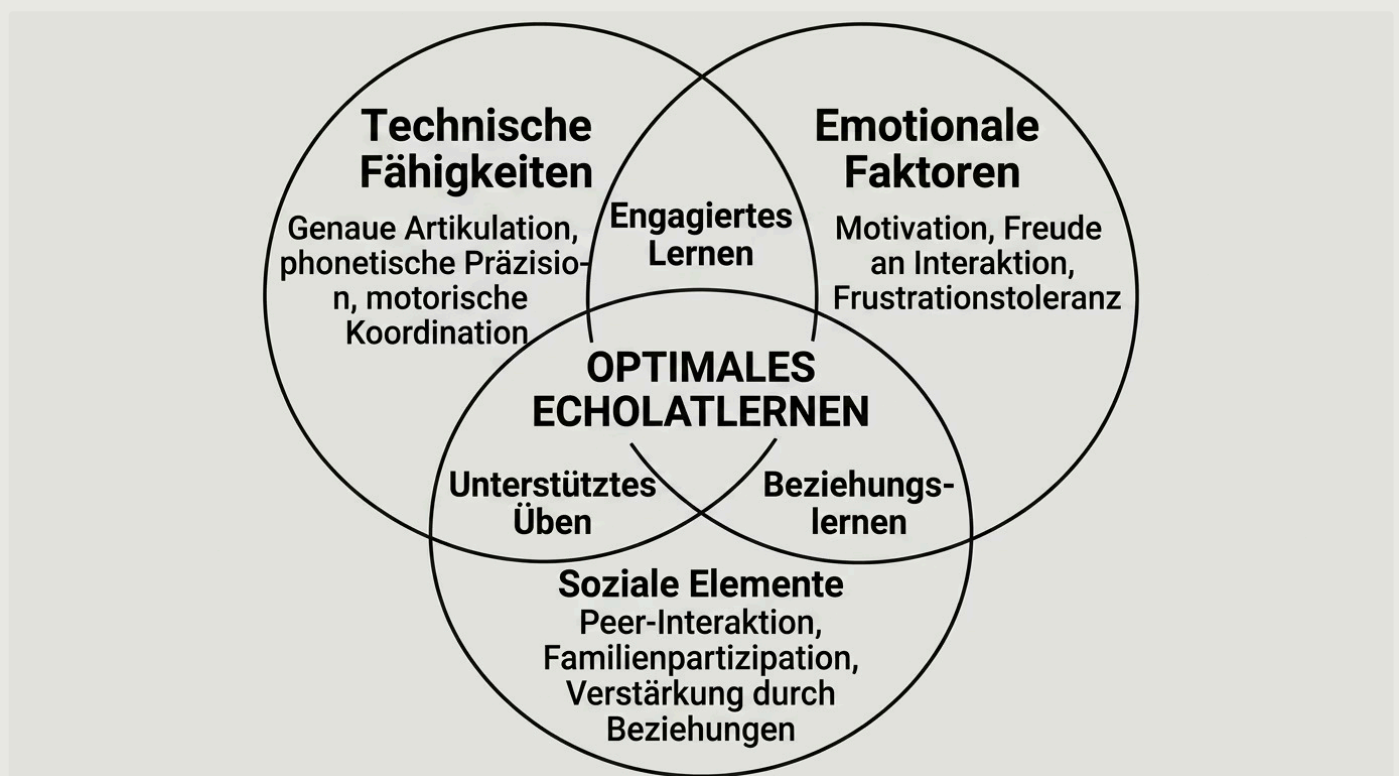 Technische
Fähigkeiten
Genaue Artikulation,
phonetische Präzisio-
n, motorische
Koordination
Engagiertes
Lernen
Emotionale
Faktoren
Motivation, Freude
an Interaktion,
Frustrationstoleranz
OPTIMALES
ECHOLATLERNEN
Unterstütztes
Üben
Beziehungs-
lernen
Soziale Elemente
Peer-Interaktion,
Familienpartizipation,
Verstärkung durch
Beziehungen